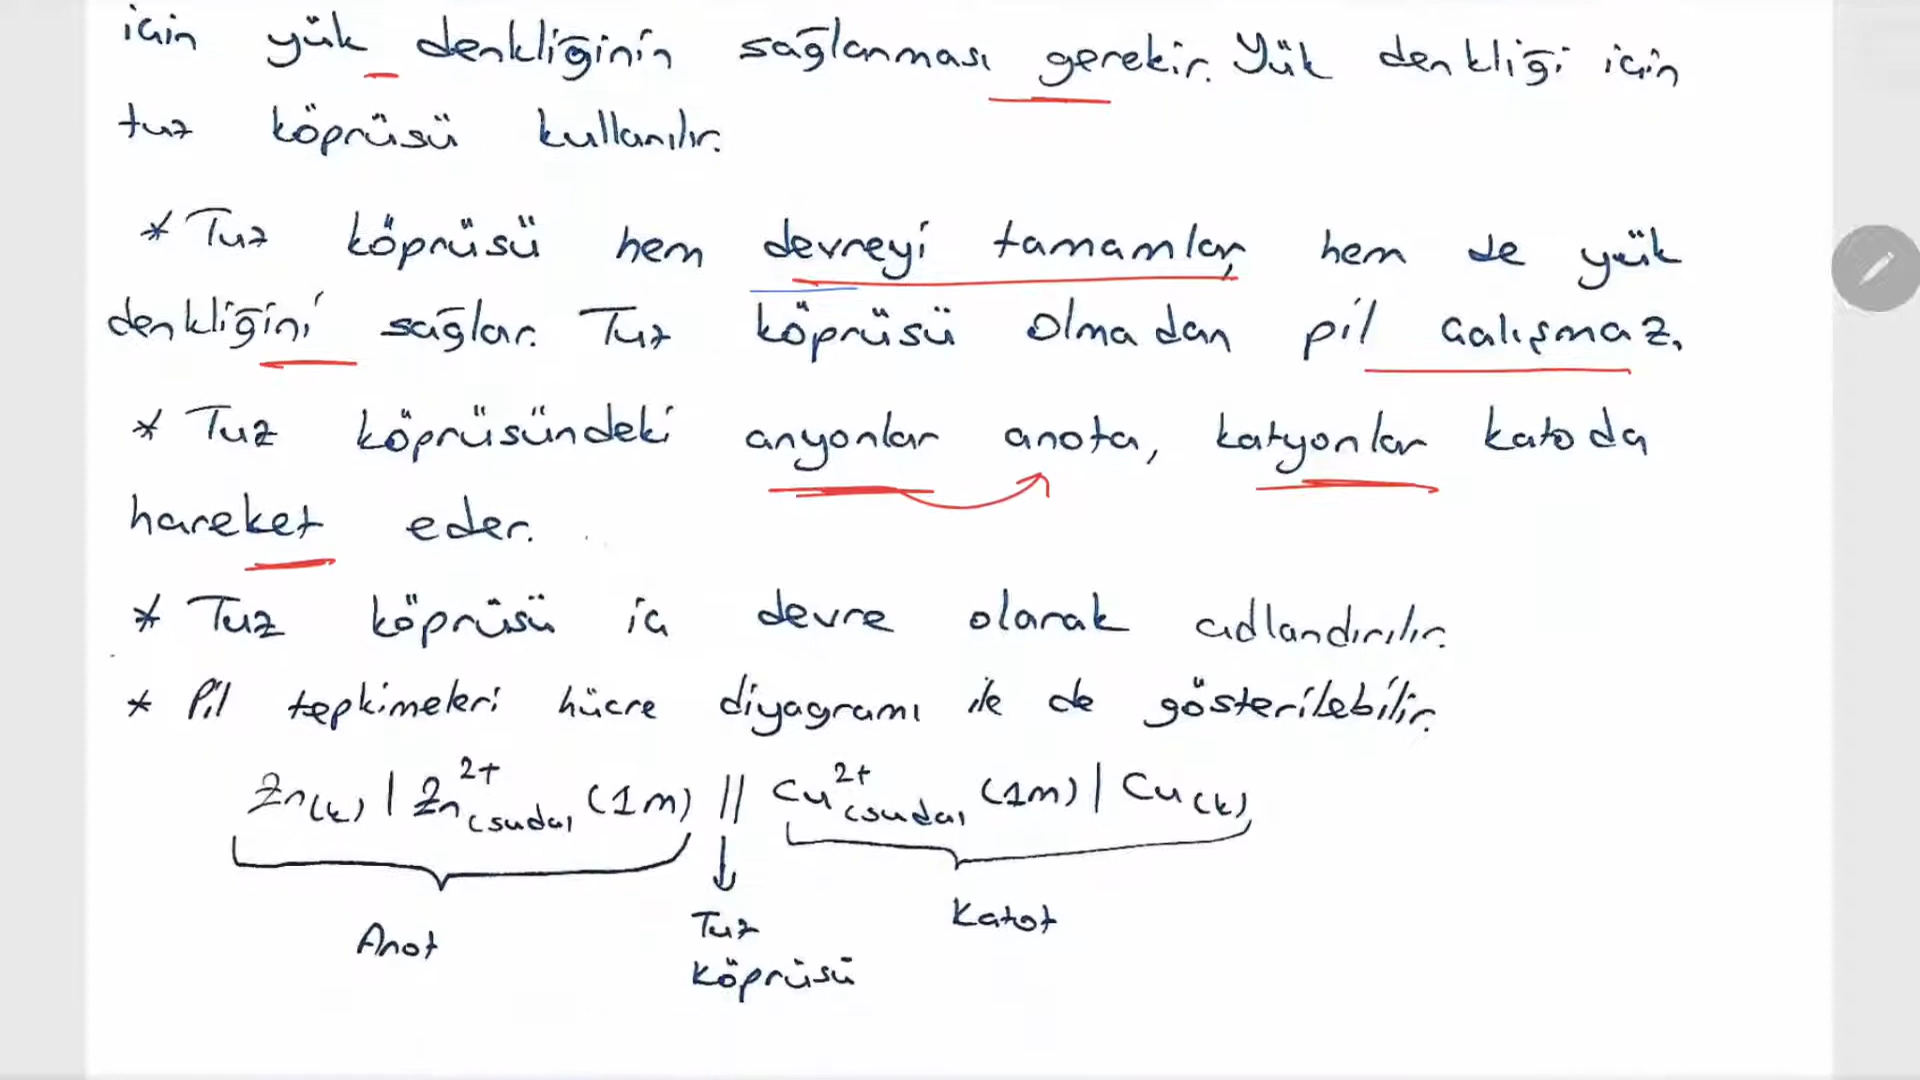 için yük denkliğinin sağlanması gerekir. Yük denkliği için
tuz köprüsü kullanılır.
* Tuz köprüsü hem devreyi tamamlar, hem de yük
denkliğini sağlar. Tuz köprüsü olmadan pil çalışmaz.
* Tuz köprüsündeki anyonlar anota, katyonlar katoda
hareket eder.
* Tuz köprüsü iç devre olarak adlandırılır.
* Pil tepkimeleri hücre diyagramı ile de gösterilebilir.
Zn(k) | Zn²⁺(suda) (1M) || Cu²⁺(suda) (1M) | Cu(k)
Anot Tuz köprüsü Katot